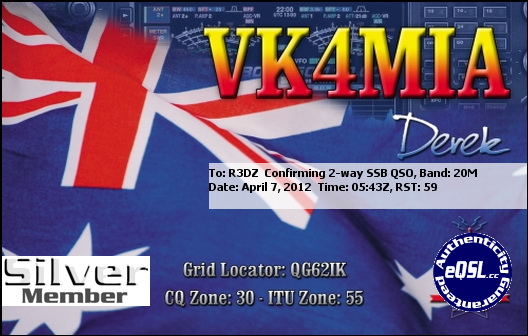 VK4MIA
Derek
To: R3DZ Confirming 2-way SSB QSO, Band: 20M
Date: April 7, 2012 Time: 05:43Z, RST: 59
Silver
Member
Grid Locator: QG62IK
CQ Zone: 30 - ITU Zone: 55
Authenticity
eQSL.cc
Guaranteed